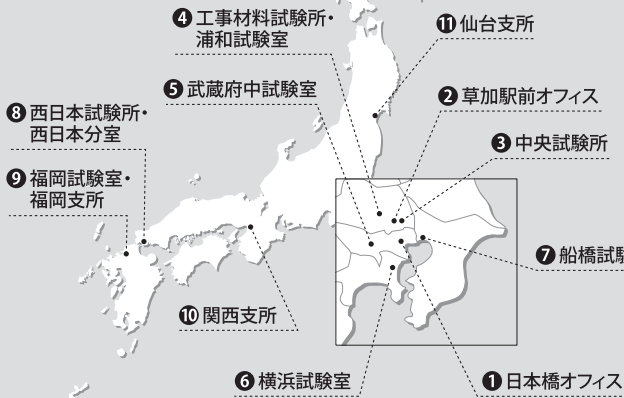 ❹ 工事材料試験所・
浦和試験室
⓫ 仙台支所
❺ 武蔵府中試験室
❷ 草加駅前オフィス
❽ 西日本試験所・
西日本分室
❸ 中央試験所
❾ 福岡試験室・
福岡支所
❼ 船橋試験
❿ 関西支所
❻ 横浜試験室
❶ 日本橋オフィス